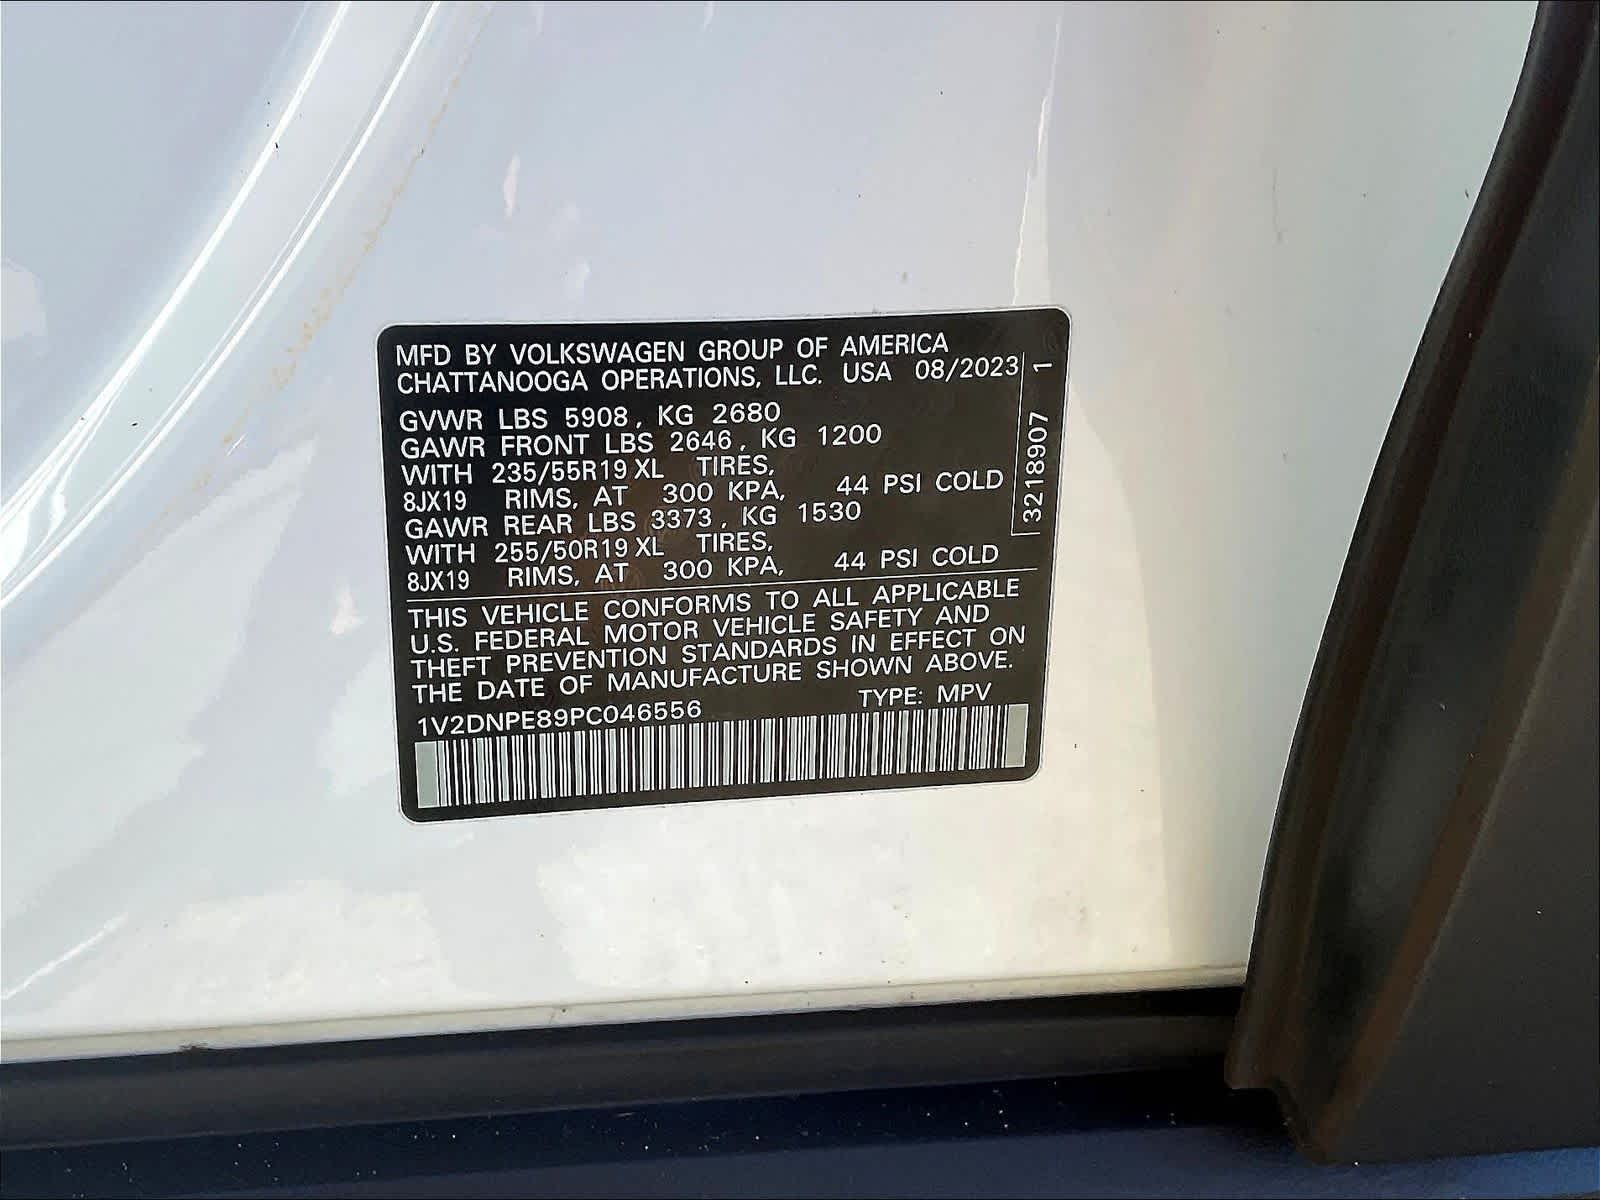 MFD BY VOLKSWAGEN GROUP OF AMERICA
CHATTANOOGA OPERATIONS, LLC. USA 08/2023
GVWR LBS 5908, KG 2680
GAWR FRONT LBS 2646, KG 1200
WITH 235/55R19 XL TIRES,
8JX19 RIMS, AT 300 KPA, 44 PSI COLD
GAWR REAR LBS 3373, KG 1530
WITH 255/50R19 XL TIRES,
8JX19 RIMS, AT 300 KPA, 44 PSI COLD
THIS VEHICLE CONFORMS TO ALL APPLICABLE
U.S. FEDERAL MOTOR VEHICLE SAFETY AND
THEFT PREVENTION STANDARDS IN EFFECT ON
THE DATE OF MANUFACTURE SHOWN ABOVE.
1V2DNPE89PC046556 TYPE: MPV
3218907 1